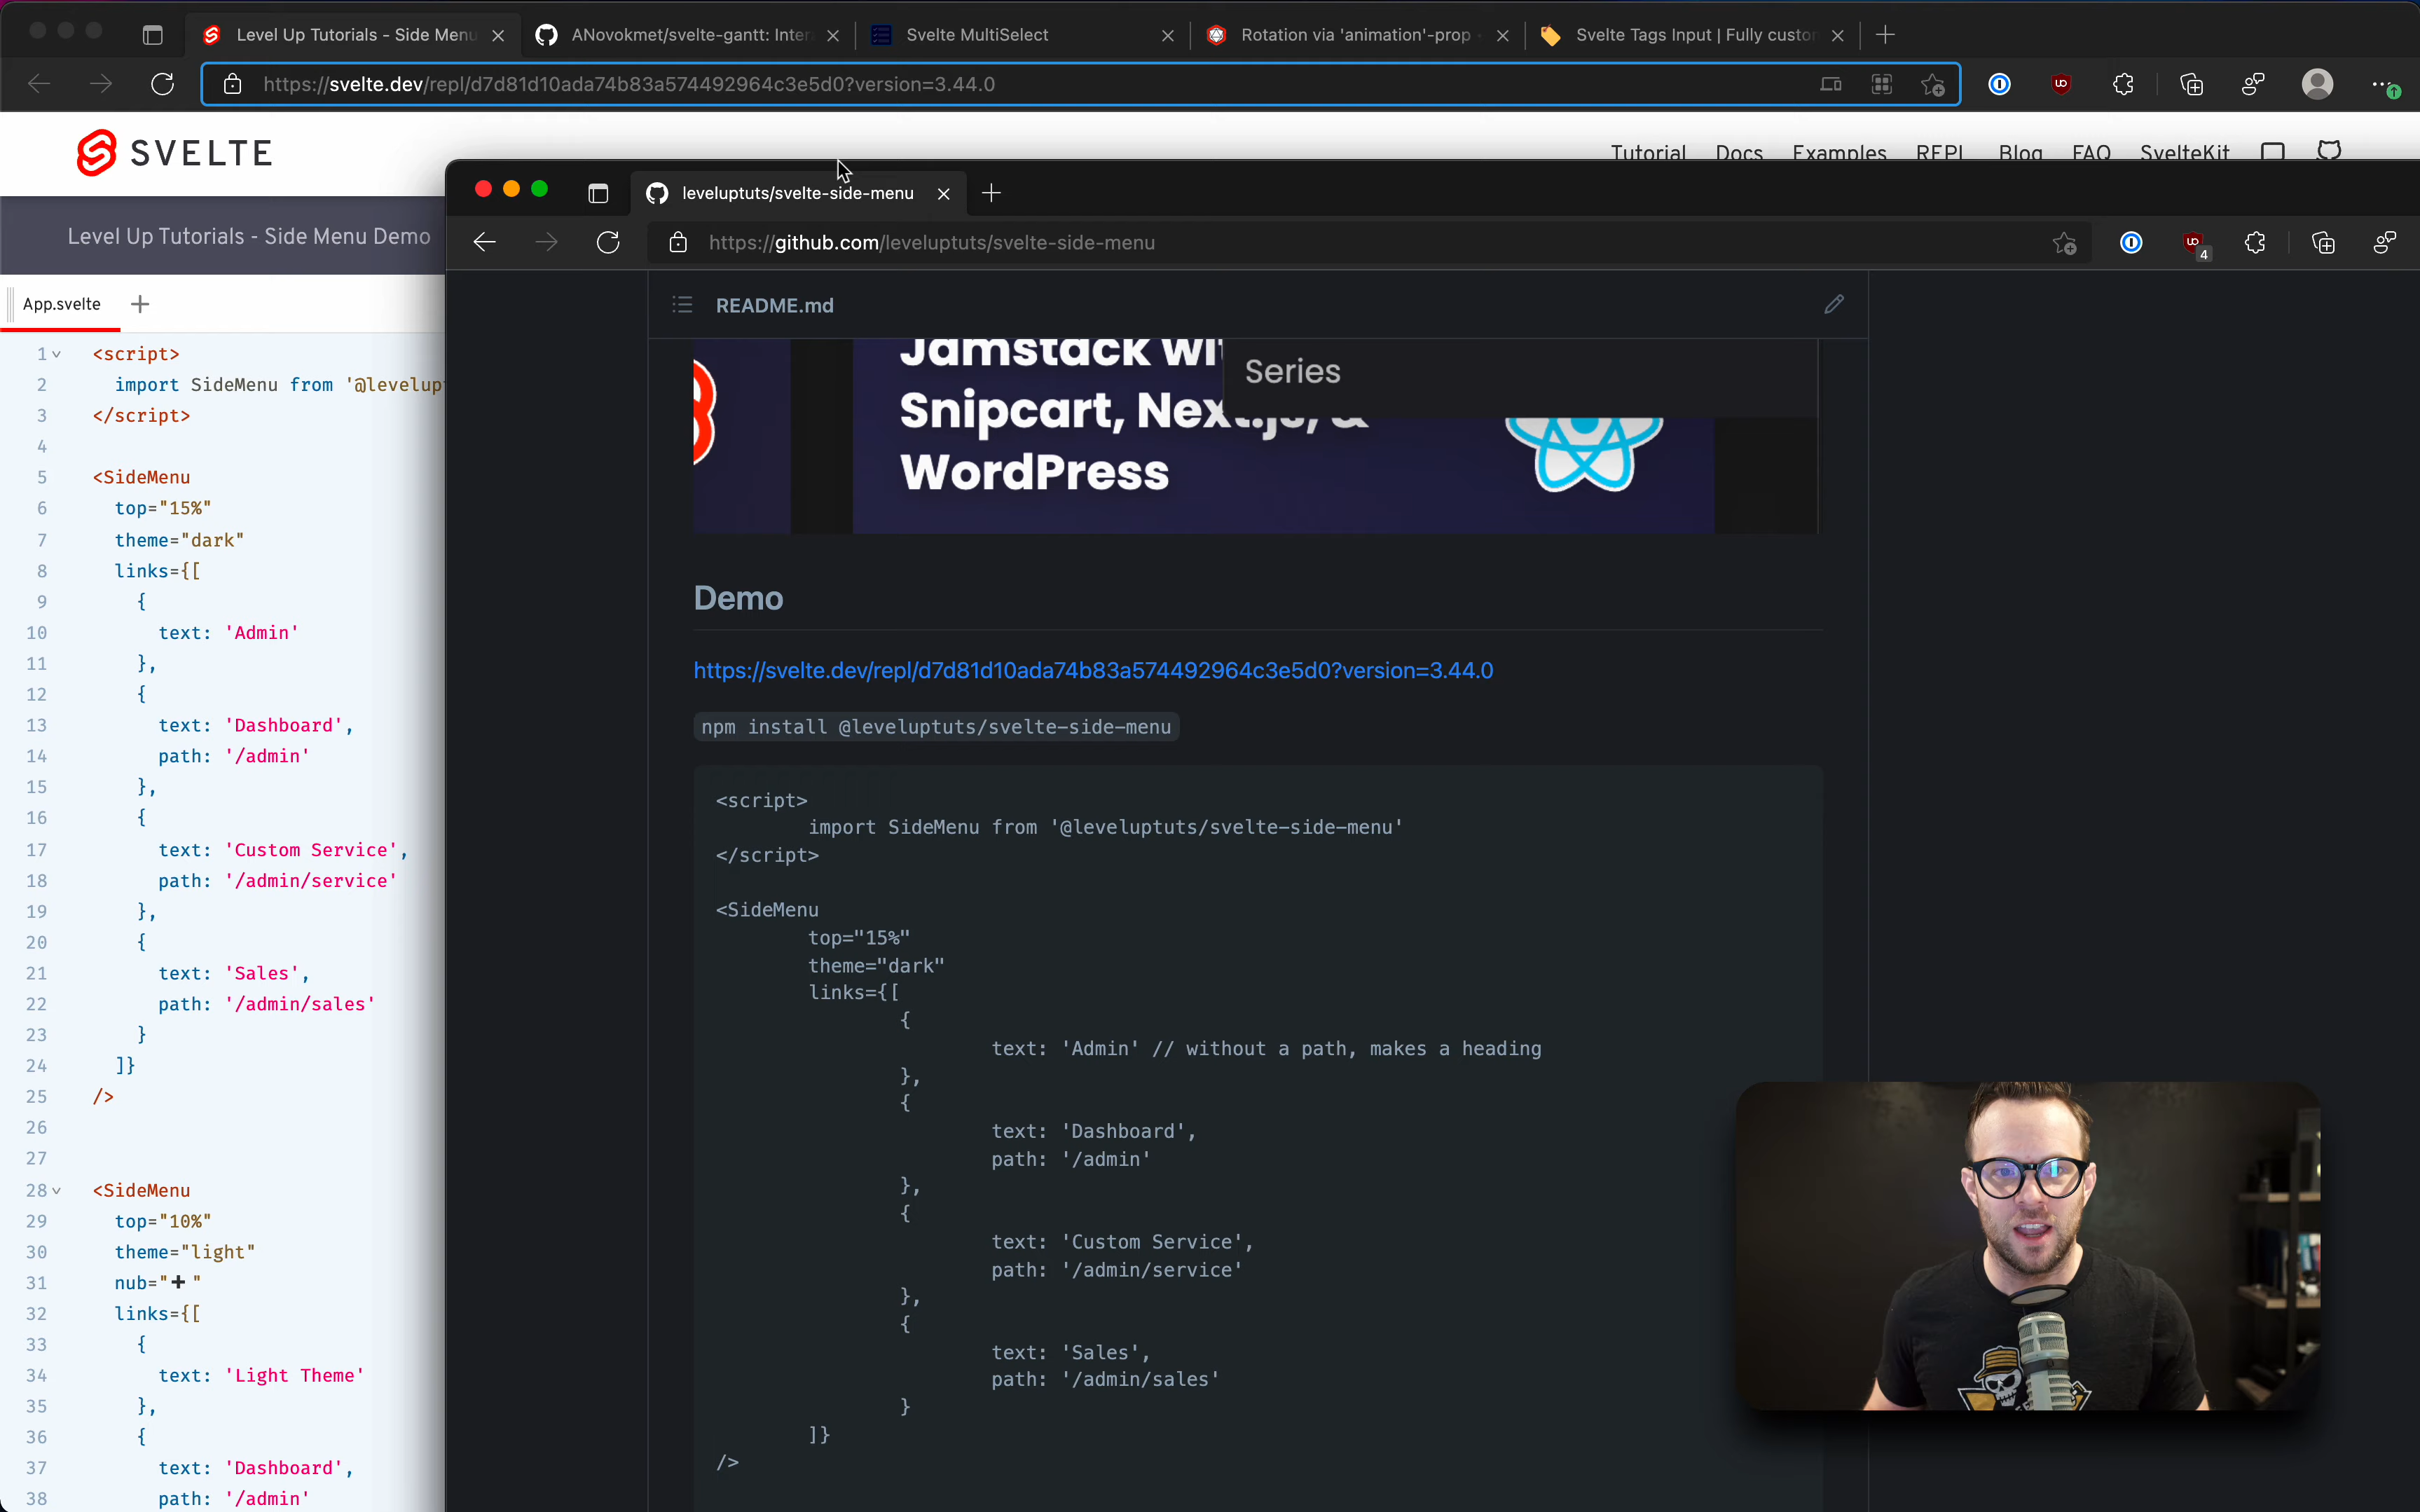 Level Up Tutorials - Side Menu
ANovokmet/svelte-gantt: Inter
Svelte MultiSelect
Rotation via 'animation'-prop
Svelte Tags Input | Fully custom
https://svelte.dev/repl/d7d81d10ada74b83a574492964c3e5d0?version=3.44.0
SVELTE
Tutorial Docs Examples REPL Blog FAQ SvelteKit
Level Up Tutorials - Side Menu Demo
App.svelte
1 <script>
2 import SideMenu from '@levelup
3 </script>
4
5 <SideMenu
6 top="15%"
7 theme="dark"
8 links={[
9 {
10 text: 'Admin'
11 },
12 {
13 text: 'Dashboard',
14 path: '/admin'
15 },
16 {
17 text: 'Custom Service',
18 path: '/admin/service'
19 },
20 {
21 text: 'Sales',
22 path: '/admin/sales'
23 }
24 ]}
25 />
26
27
28 <SideMenu
29 top="10%"
30 theme="light"
31 nub="➕"
32 links={[
33 {
34 text: 'Light Theme'
35 },
36 {
37 text: 'Dashboard',
38 path: '/admin'
leveluptuts/svelte-side-menu
https://github.com/leveluptuts/svelte-side-menu
4
README.md
Jamstack wi
Series
Snipcart, Next.js, &
WordPress
Demo
https://svelte.dev/repl/d7d81d10ada74b83a574492964c3e5d0?version=3.44.0
npm install @leveluptuts/svelte-side-menu
<script>
import SideMenu from '@leveluptuts/svelte-side-menu'
</script>
<SideMenu
top="15%"
theme="dark"
links={[
{
text: 'Admin' // without a path, makes a heading
},
{
text: 'Dashboard',
path: '/admin'
},
{
text: 'Custom Service',
path: '/admin/service'
},
{
text: 'Sales',
path: '/admin/sales'
}
]}
/>